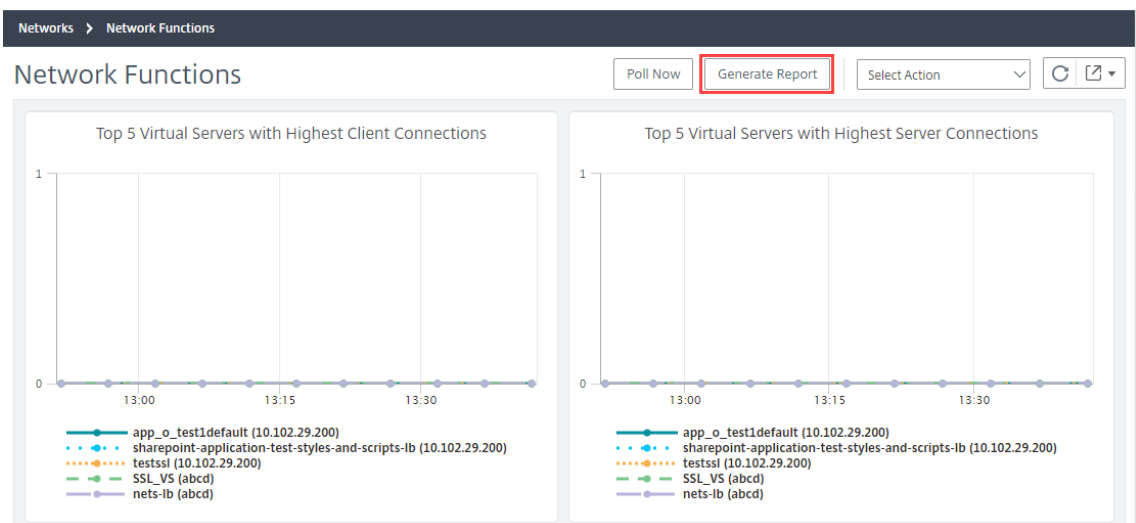 Networks > Network Functions
Network Functions
Poll Now
Generate Report
Select Action
Top 5 Virtual Servers with Highest Client Connections
1
0
13:00 13:15 13:30
app_o_test1default (10.102.29.200)
sharepoint-application-test-styles-and-scripts-lb (10.102.29.200)
testssl (10.102.29.200)
SSL_VS (abcd)
nets-lb (abcd)
Top 5 Virtual Servers with Highest Server Connections
1
0
13:00 13:15 13:30
app_o_test1default (10.102.29.200)
sharepoint-application-test-styles-and-scripts-lb (10.102.29.200)
testssl (10.102.29.200)
SSL_VS (abcd)
nets-lb (abcd)